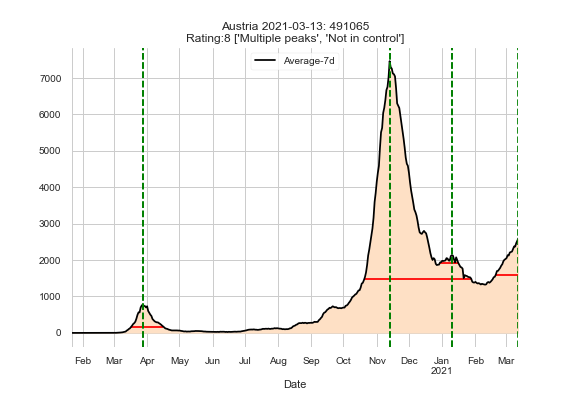 Austria 2021-03-13: 491065
Rating:8 ['Multiple peaks', 'Not in control']
Average-7d
7000
6000
5000
4000
3000
2000
1000
0
Feb Mar Apr May Jun Jul Aug Sep Oct Nov Dec Jan Feb Mar
2021
Date